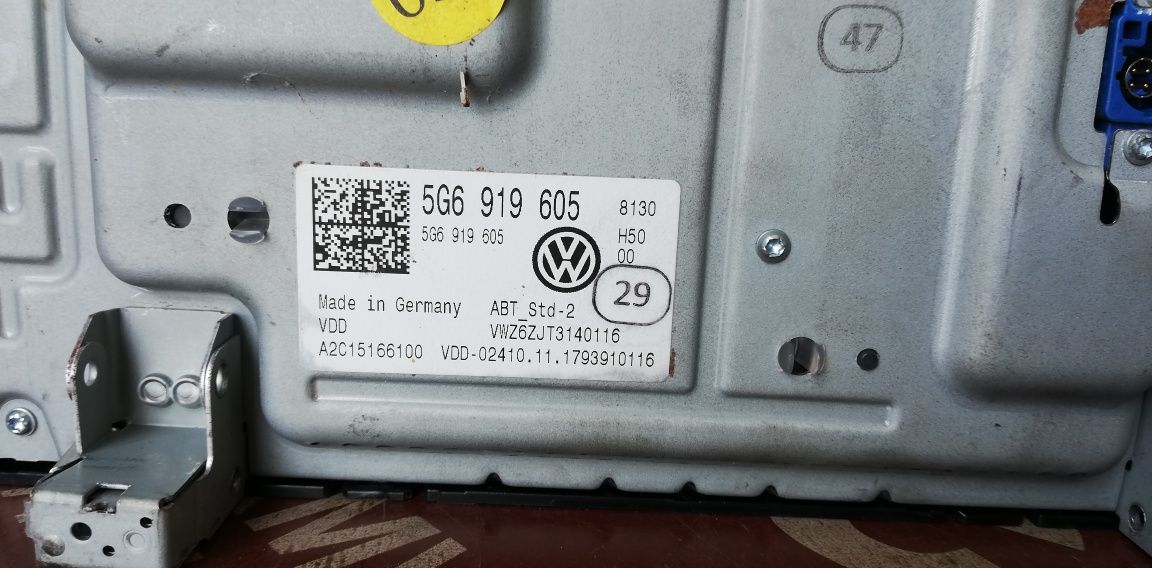 47
5G6 919 605 8130
5G6 919 605 H50
00
29
Made in Germany ABT_Std-2
VDD VWZ6ZJT3140116
A2C15166100 VDD-02410.11.1793910116